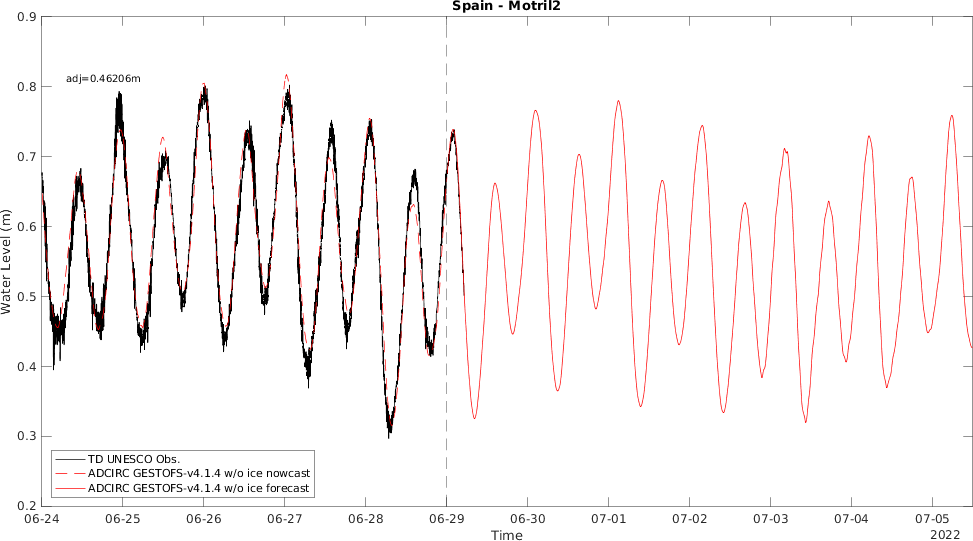 Spain - Motril2
0.9
0.8
0.7
0.6
0.5
0.4
0.3
0.2
Water Level (m)
adj=0.46206m
TD UNESCO Obs.
ADCIRC GESTOFS-v4.1.4 w/o ice nowcast
ADCIRC GESTOFS-v4.1.4 w/o ice forecast
06-24 06-25 06-26 06-27 06-28 06-29 06-30 07-01 07-02 07-03 07-04 07-05
Time
2022